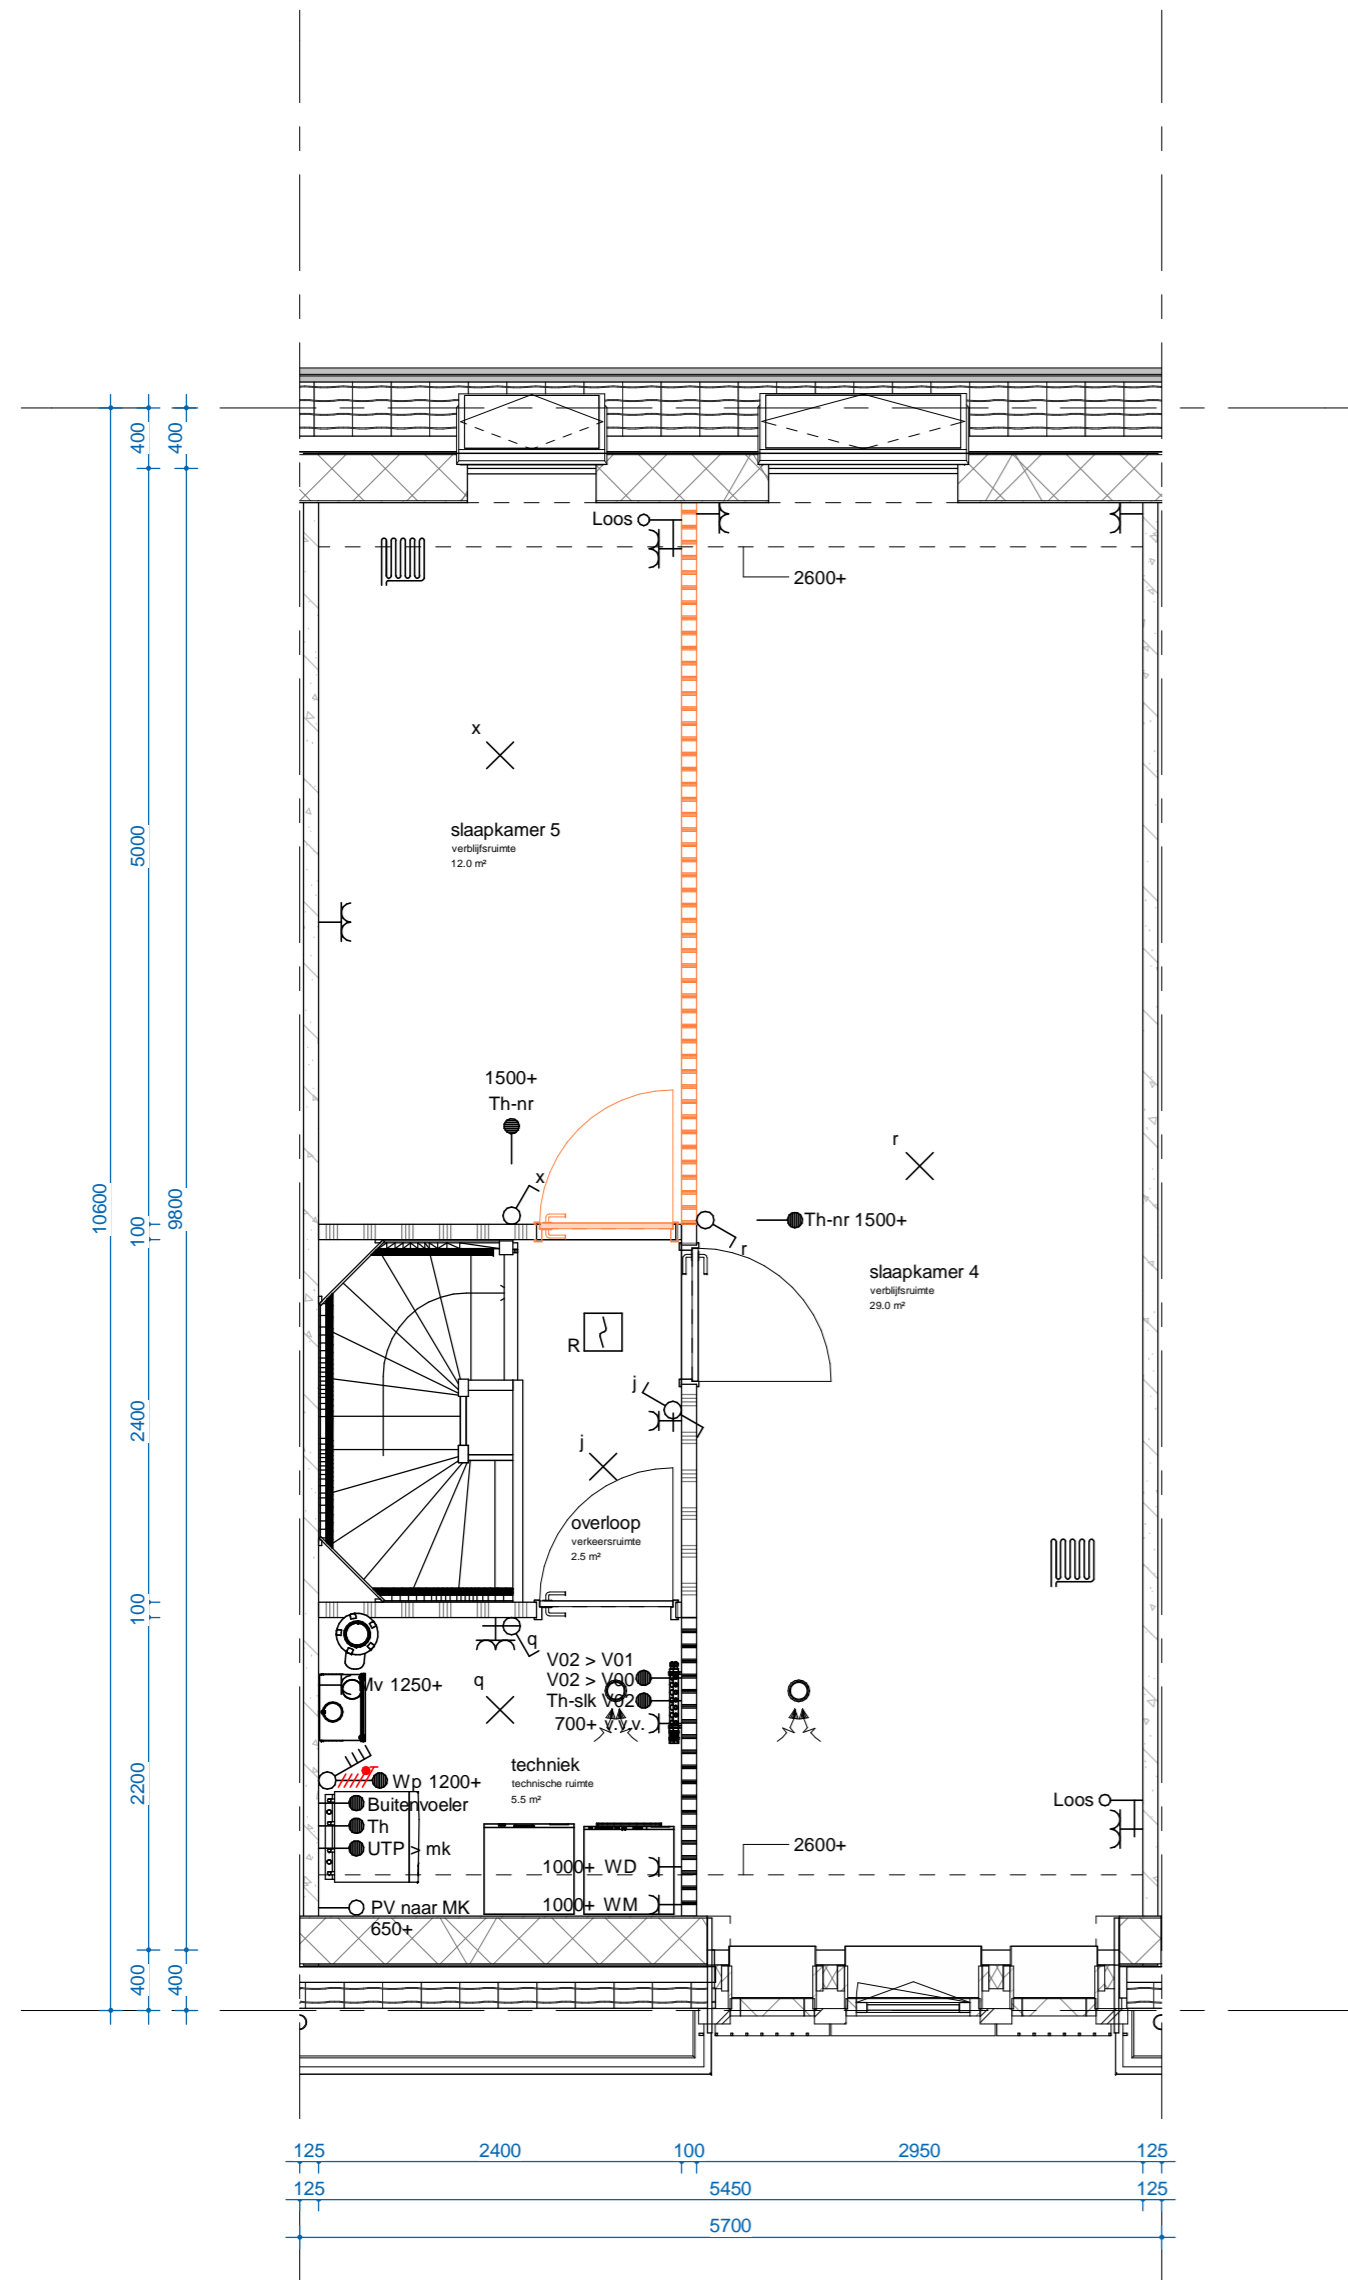 400
400
Loos
2600+
x
slaapkamer 5
verblijfsruimte
12.0 m²
5000
1500+
Th-nr
x
r
10600
100
9800
Th-nr 1500+
r
slaapkamer 4
verblijfsruimte
29.0 m²
R
j
2400
j
overloop
verkeersruimte
2.5 m²
100
q
V02 > V01
V02 > V00
Th-slk V02
700+ v.v.v.
Mv 1250+
q
techniek
technische ruimte
5.5 m²
2200
Wp 1200+
Buitenvoeler
Th
UTP > mk
Loos
2600+
1000+ WD
1000+ WM
PV naar MK
650+
400
400
125
2400
100
2950
125
125
5450
125
5700